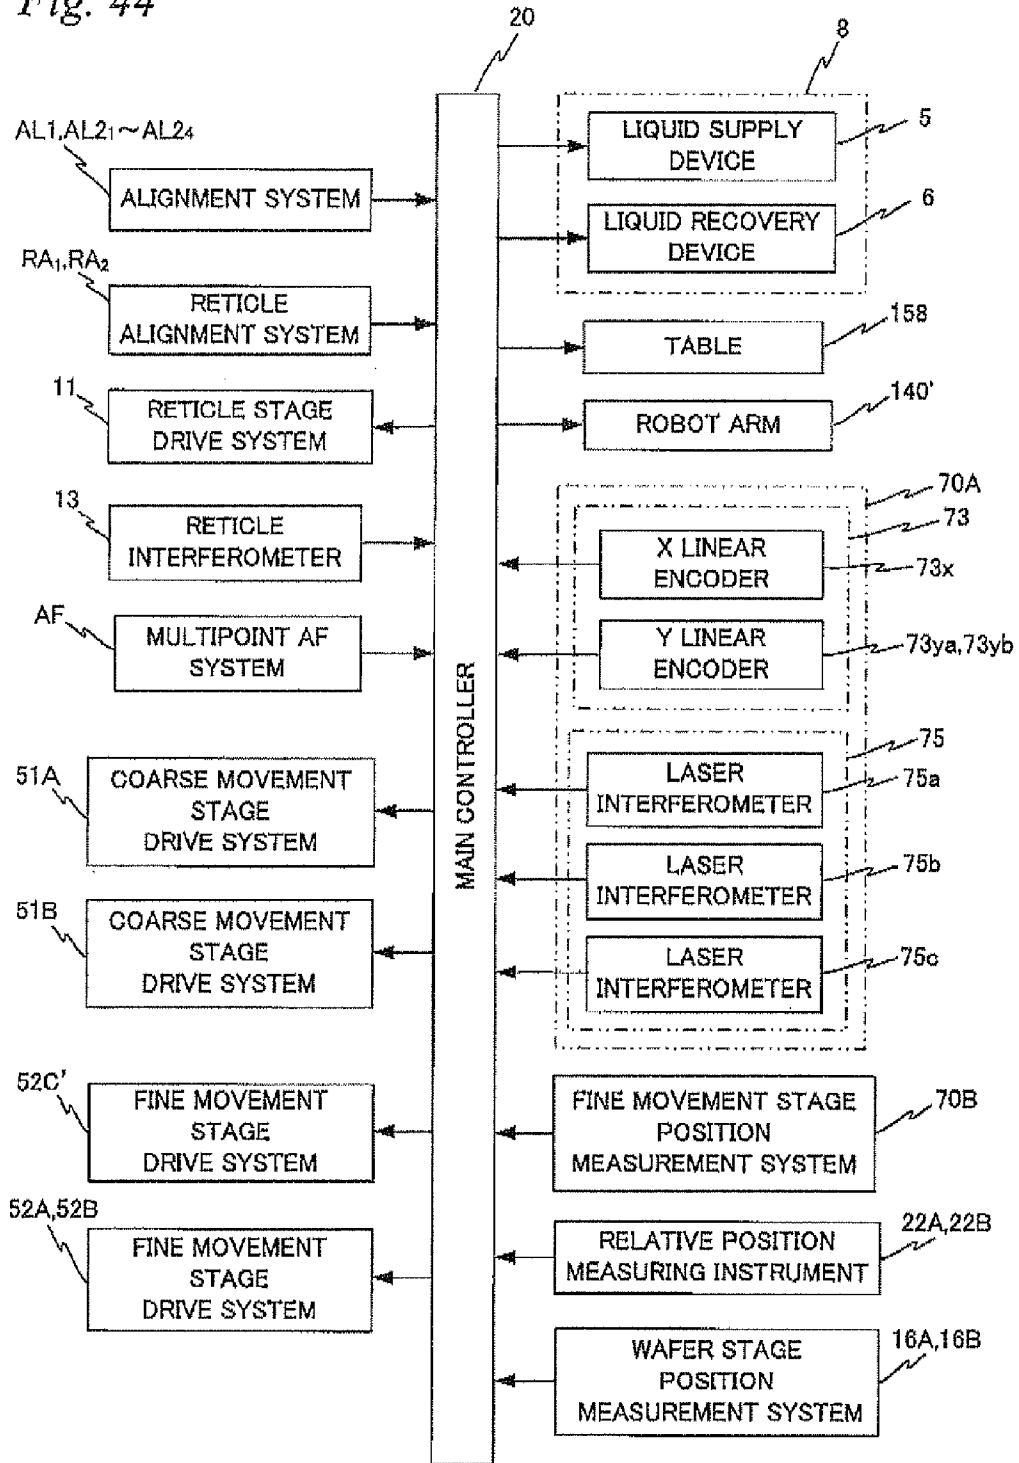 Fig. 44
20
8
AL1,AL2₁～AL2₄
ALIGNMENT SYSTEM
RA₁,RA₂
RETICLE
ALIGNMENT SYSTEM
11
RETICLE STAGE
DRIVE SYSTEM
13
RETICLE
INTERFEROMETER
AF
MULTIPOINT AF
SYSTEM
51A
COARSE MOVEMENT
STAGE
DRIVE SYSTEM
51B
COARSE MOVEMENT
STAGE
DRIVE SYSTEM
52C'
FINE MOVEMENT
STAGE
DRIVE SYSTEM
52A,52B
FINE MOVEMENT
STAGE
DRIVE SYSTEM
MAIN CONTROLLER
LIQUID SUPPLY
DEVICE
5
LIQUID RECOVERY
DEVICE
6
TABLE
158
ROBOT ARM
140'
70A
73
X LINEAR
ENCODER
73x
Y LINEAR
ENCODER
73ya,73yb
75
LASER
INTERFEROMETER
75a
LASER
INTERFEROMETER
75b
LASER
INTERFEROMETER
75c
FINE MOVEMENT STAGE
POSITION
MEASUREMENT SYSTEM
70B
RELATIVE POSITION
MEASURING INSTRUMENT
22A,22B
WAFER STAGE
POSITION
MEASUREMENT SYSTEM
16A,16B